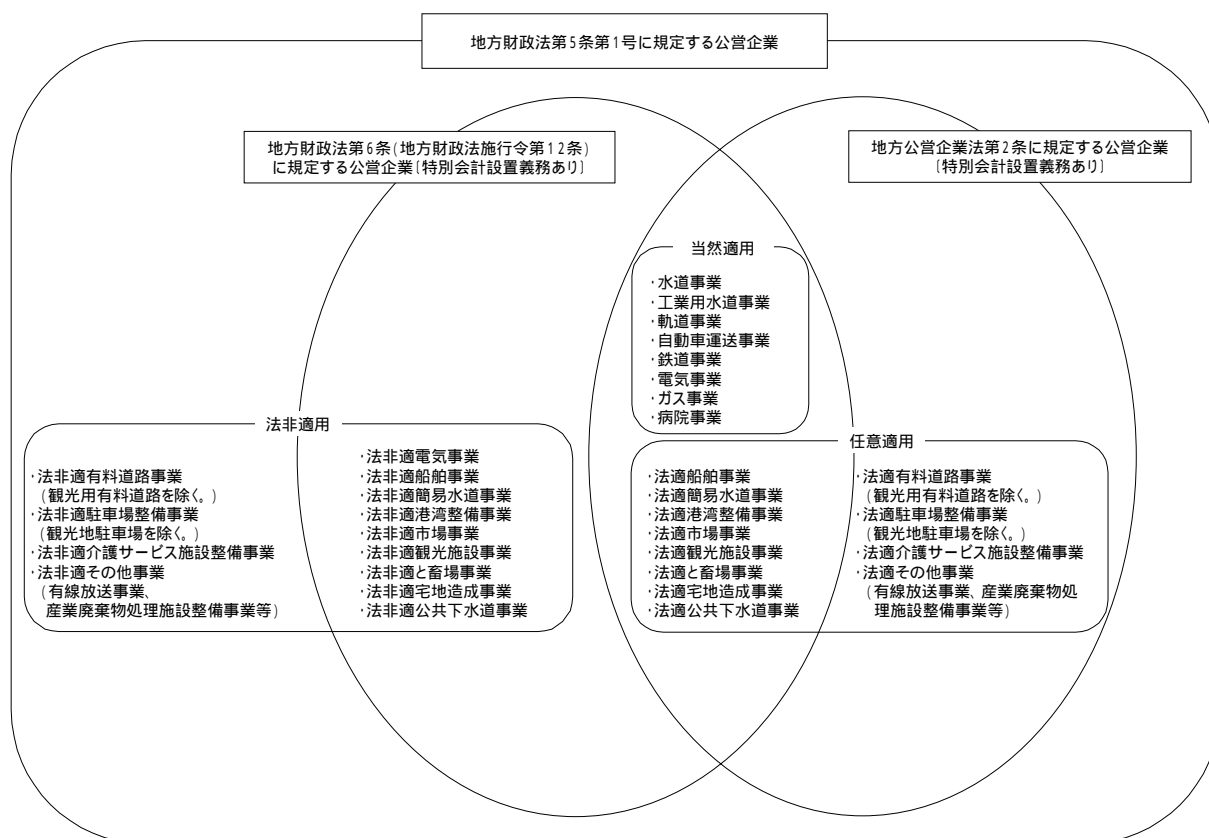 地方財政法第5条第1号に規定する公営企業
地方財政法第6条(地方財政法施行令第12条)
に規定する公営企業[特別会計設置義務あり]
地方公営企業法第2条に規定する公営企業
[特別会計設置義務あり]
当然適用
・水道事業
・工業用水道事業
・軌道事業
・自動車運送事業
・鉄道事業
・電気事業
・ガス事業
・病院事業
法非適用
・法非適有料道路事業
(観光用有料道路を除く。)
・法非適駐車場整備事業
(観光地駐車場を除く。)
・法非適介護サービス施設整備事業
・法非適その他事業
(有線放送事業、
産業廃棄物処理施設整備事業等)
・法非適電気事業
・法非適船舶事業
・法非適簡易水道事業
・法非適港湾整備事業
・法非適市場事業
・法非適観光施設事業
・法非適と畜場事業
・法非適宅地造成事業
・法非適公共下水道事業
任意適用
・法適船舶事業
・法適簡易水道事業
・法適港湾整備事業
・法適市場事業
・法適観光施設事業
・法適と畜場事業
・法適宅地造成事業
・法適公共下水道事業
・法適有料道路事業
(観光用有料道路を除く。)
・法適駐車場整備事業
(観光地駐車場を除く。)
・法適介護サービス施設整備事業
・法適その他事業
(有線放送事業、産業廃棄物処
理施設整備事業等)